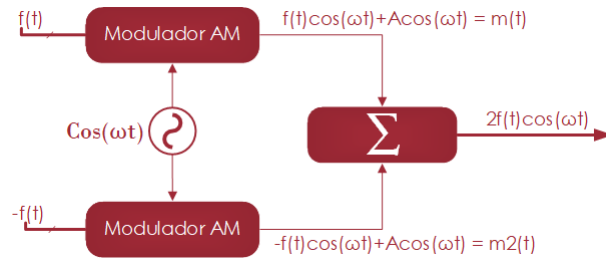 f(t)
Modulador AM
f(t)cos(ωt)+Acos(ωt) = m(t)
Cos(ωt)
Σ
2f(t)cos(ωt)
-f(t)
Modulador AM
-f(t)cos(ωt)+Acos(ωt) = m2(t)